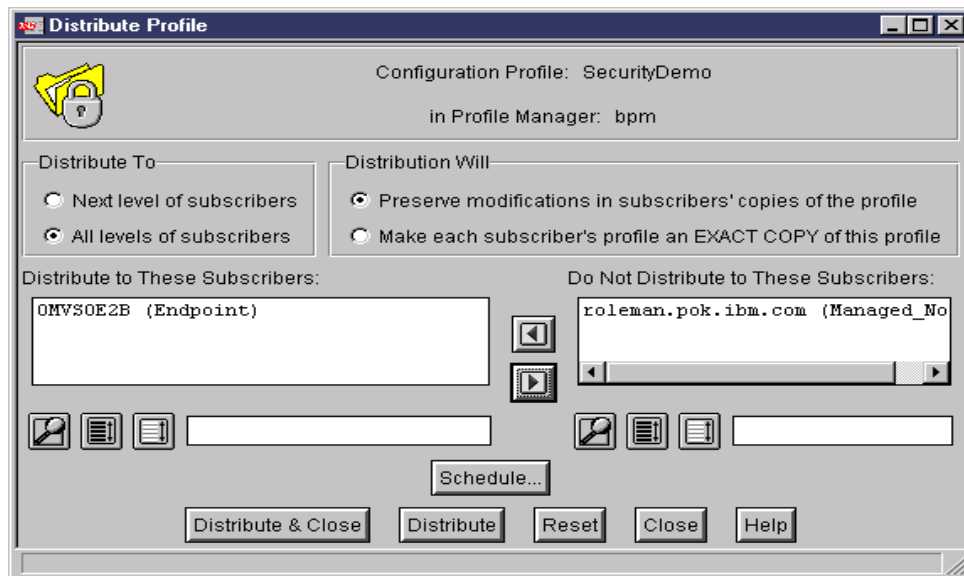 Distribute Profile
Configuration Profile: SecurityDemo
in Profile Manager: bpm
Distribute To
Next level of subscribers
All levels of subscribers
Distribution Will
Preserve modifications in subscribers' copies of the profile
Make each subscriber's profile an EXACT COPY of this profile
Distribute to These Subscribers:
OMVSOE2B (Endpoint)
Do Not Distribute to These Subscribers:
roleman.pok.ibm.com (Managed_No
Schedule...
Distribute & Close
Distribute
Reset
Close
Help